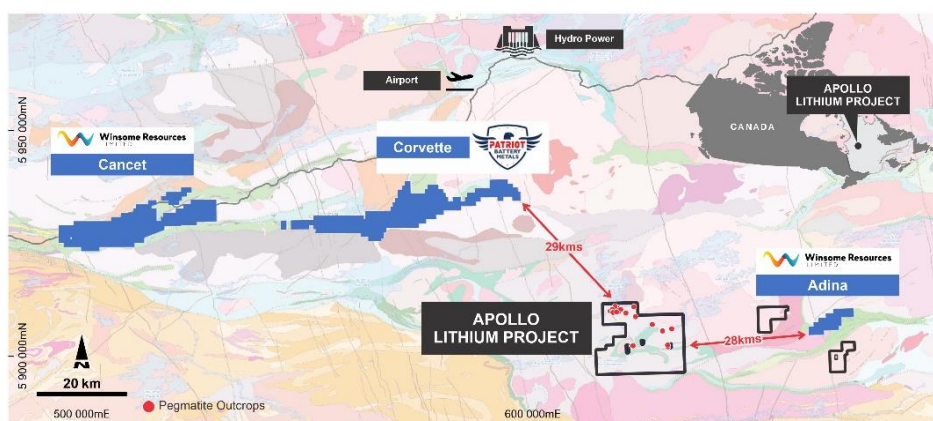 Hydro Power
Airport
APOLLO
LITHIUM PROJECT
CANADA
5 950 000mN
Winsome Resources
LIMITED
Cancet
Corvette
PATRIOT
BATTERY
METALS
29kms
Winsome Resources
LIMITED
Adina
APOLLO
LITHIUM PROJECT
28kms
5 900 000mN
20 km
500 000mE
600 000mE
Pegmatite Outcrops